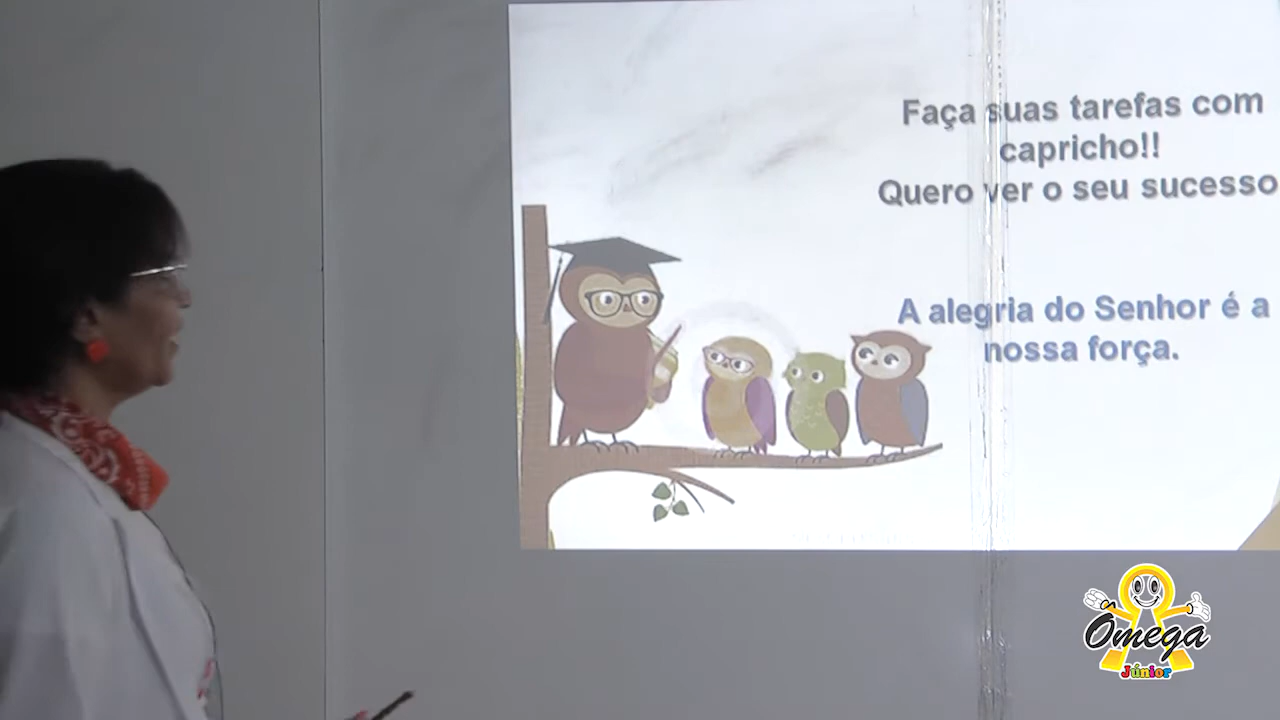 Faça suas tarefas com
capricho!!
Quero ver o seu sucesso
A alegria do Senhor é a
nossa força.
Ômega
Júnior